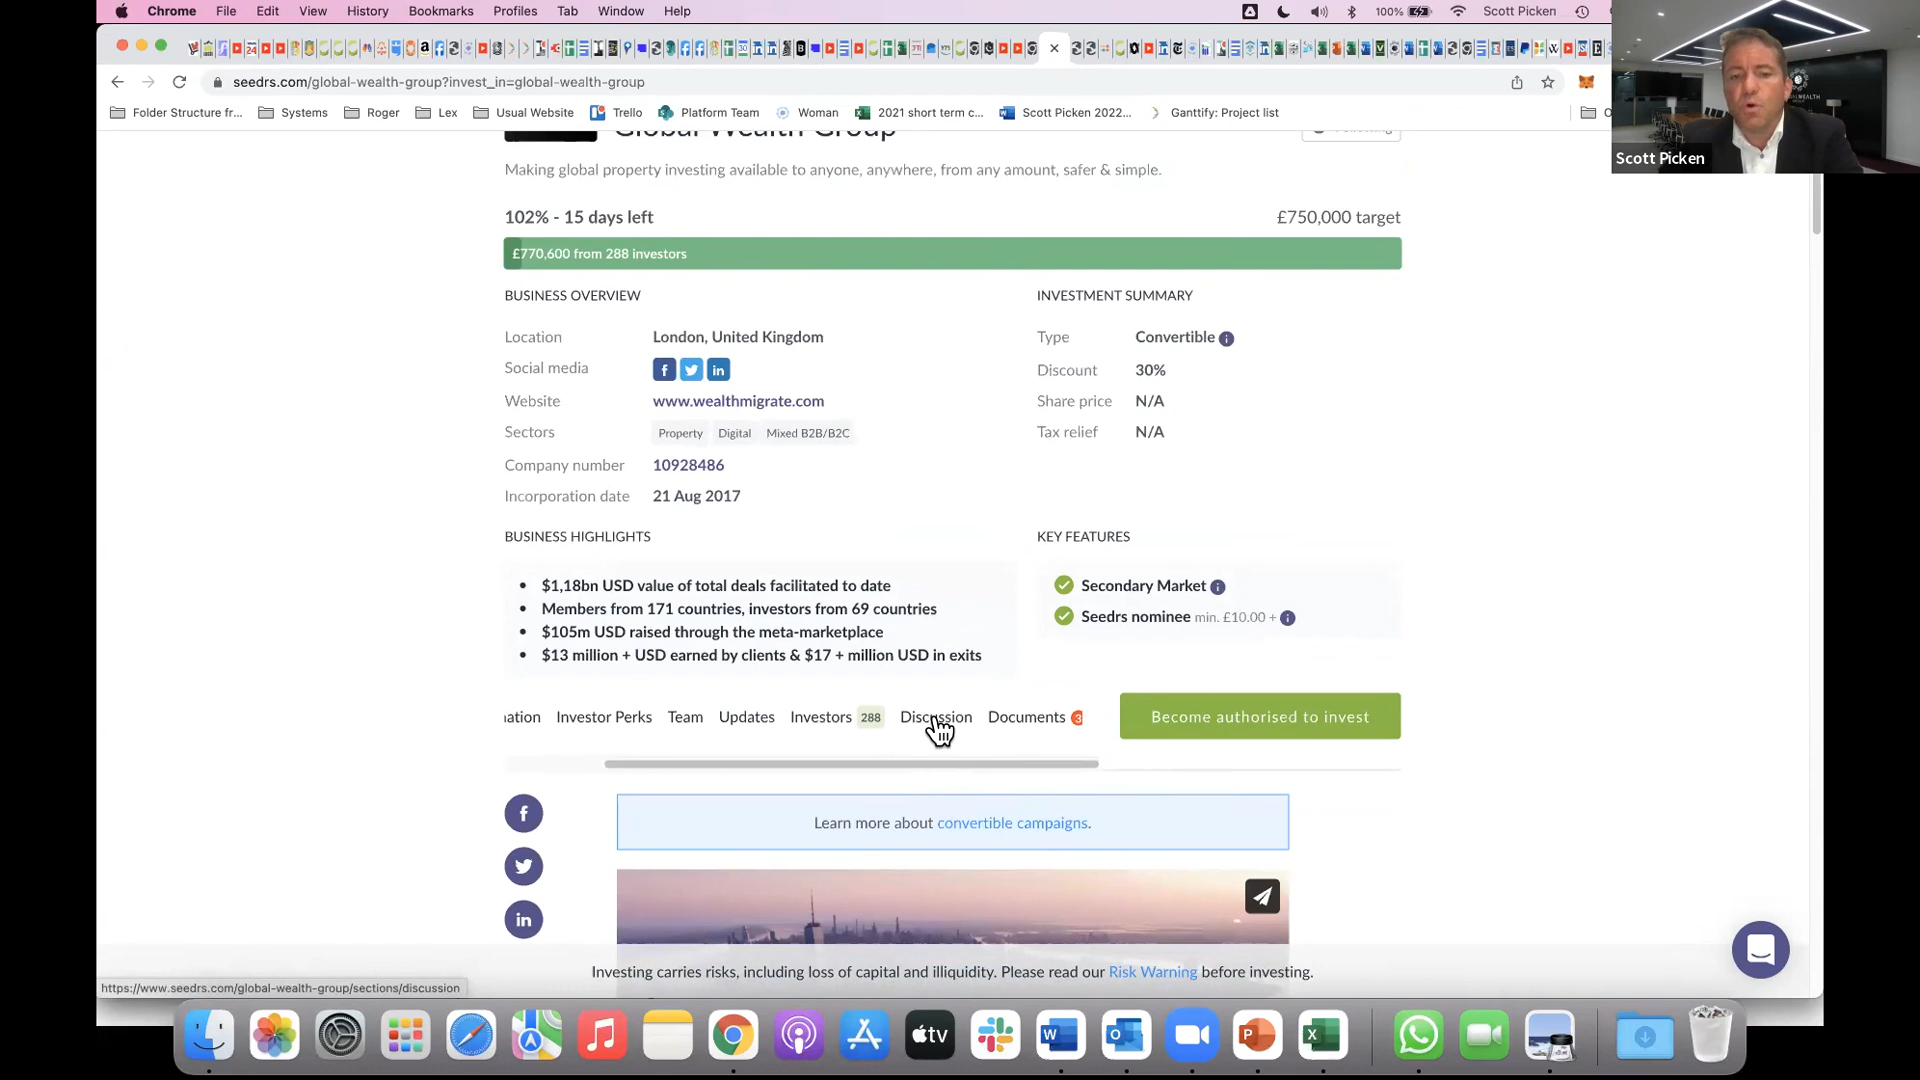 Chrome File Edit View History Bookmarks Profiles Tab Window Help 100% Scott Picken
seedrs.com/global-wealth-group?invest_in=global-wealth-group
Folder Structure fr... Systems Roger Lex Usual Website Trello Platform Team Woman 2021 short term c... Scott Picken 2022... Ganttify: Project list
Scott Picken
Global Wealth Group
Following
Making global property investing available to anyone, anywhere, from any amount, safer & simple.
102% - 15 days left £750,000 target
£770,600 from 288 investors
BUSINESS OVERVIEW INVESTMENT SUMMARY
Location London, United Kingdom Type Convertible
Social media Discount 30%
Website www.wealthmigrate.com Share price N/A
Sectors Property Digital Mixed B2B/B2C Tax relief N/A
Company number 10928486
Incorporation date 21 Aug 2017
BUSINESS HIGHLIGHTS KEY FEATURES
• $1,18bn USD value of total deals facilitated to date Secondary Market
• Members from 171 countries, investors from 69 countries Seedrs nominee min. £10.00 +
• $105m USD raised through the meta-marketplace
• $13 million + USD earned by clients & $17 + million USD in exits
nation Investor Perks Team Updates Investors 288 Discussion Documents 3 Become authorised to invest
Learn more about convertible campaigns.
Investing carries risks, including loss of capital and illiquidity. Please read our Risk Warning before investing.
https://www.seedrs.com/global-wealth-group/sections/discussion
tv